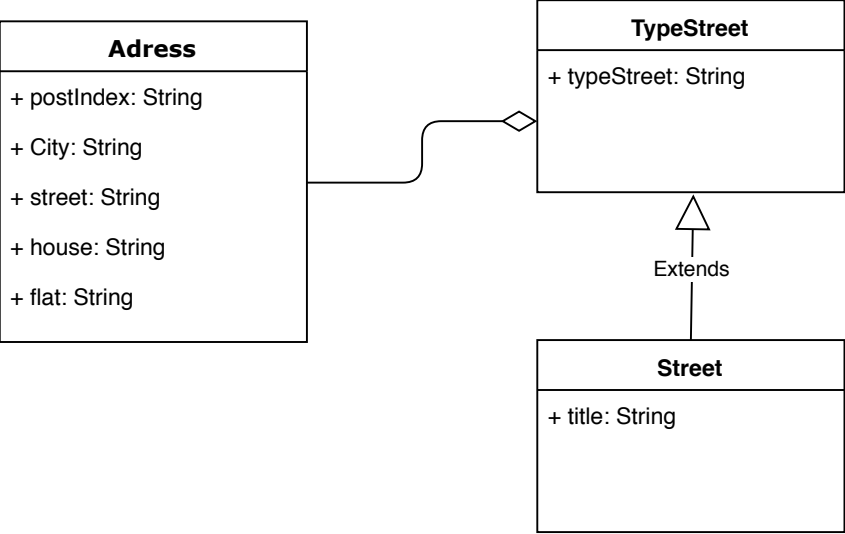 Adress
+ postIndex: String
+ City: String
+ street: String
+ house: String
+ flat: String
TypeStreet
+ typeStreet: String
Extends
Street
+ title: String